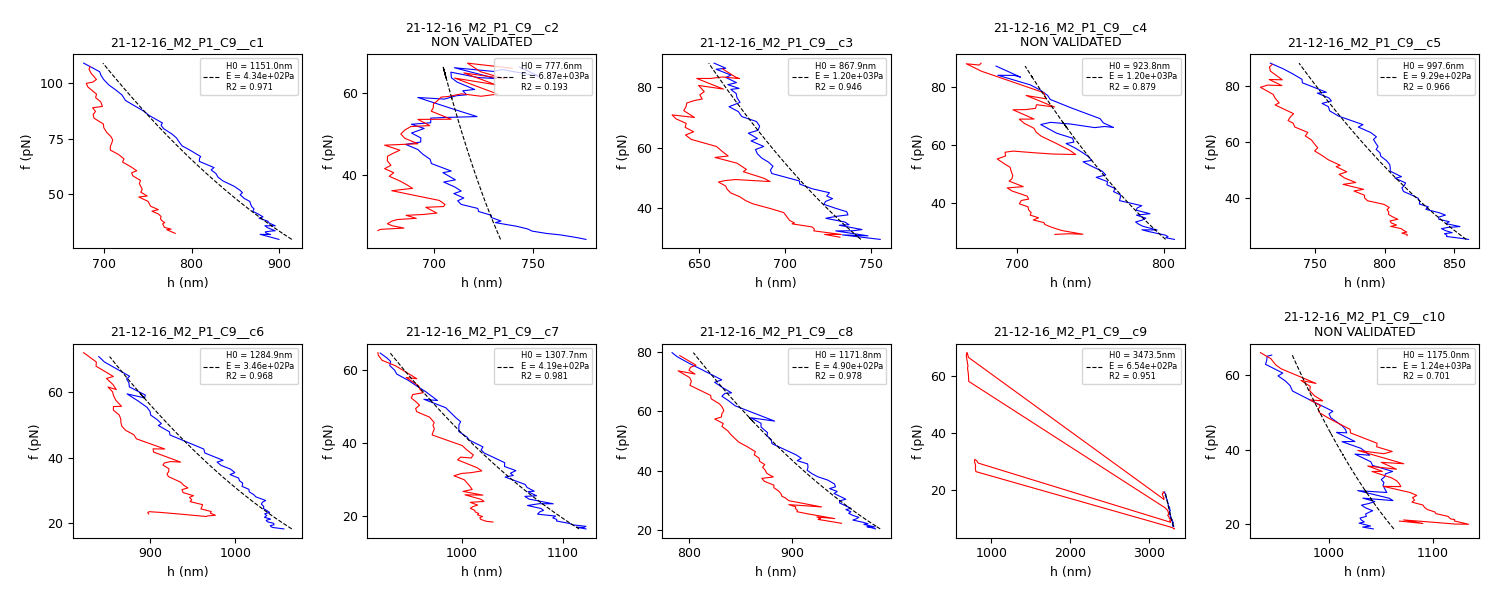 21-12-16_M2_P1_C9__c1
H0 = 1151.0nm
E = 4.34e+02Pa
R2 = 0.971
f (pN)
100
75
50
700 800 900
h (nm)
21-12-16_M2_P1_C9__c2
NON VALIDATED
H0 = 777.6nm
E = 6.87e+03Pa
R2 = 0.193
f (pN)
60
40
700 750
h (nm)
21-12-16_M2_P1_C9__c3
H0 = 867.9nm
E = 1.20e+03Pa
R2 = 0.946
f (pN)
80
60
40
650 700 750
h (nm)
21-12-16_M2_P1_C9__c4
NON VALIDATED
H0 = 923.8nm
E = 1.20e+03Pa
R2 = 0.879
f (pN)
80
60
40
700 800
h (nm)
21-12-16_M2_P1_C9__c5
H0 = 997.6nm
E = 9.29e+02Pa
R2 = 0.966
f (pN)
80
60
40
750 800 850
h (nm)
21-12-16_M2_P1_C9__c6
H0 = 1284.9nm
E = 3.46e+02Pa
R2 = 0.968
f (pN)
60
40
20
900 1000
h (nm)
21-12-16_M2_P1_C9__c7
H0 = 1307.7nm
E = 4.19e+02Pa
R2 = 0.981
f (pN)
60
40
20
1000 1100
h (nm)
21-12-16_M2_P1_C9__c8
H0 = 1171.8nm
E = 4.90e+02Pa
R2 = 0.978
f (pN)
80
60
40
20
800 900
h (nm)
21-12-16_M2_P1_C9__c9
H0 = 3473.5nm
E = 6.54e+02Pa
R2 = 0.951
f (pN)
60
40
20
1000 2000 3000
h (nm)
21-12-16_M2_P1_C9__c10
NON VALIDATED
H0 = 1175.0nm
E = 1.24e+03Pa
R2 = 0.701
f (pN)
60
40
20
1000 1100
h (nm)